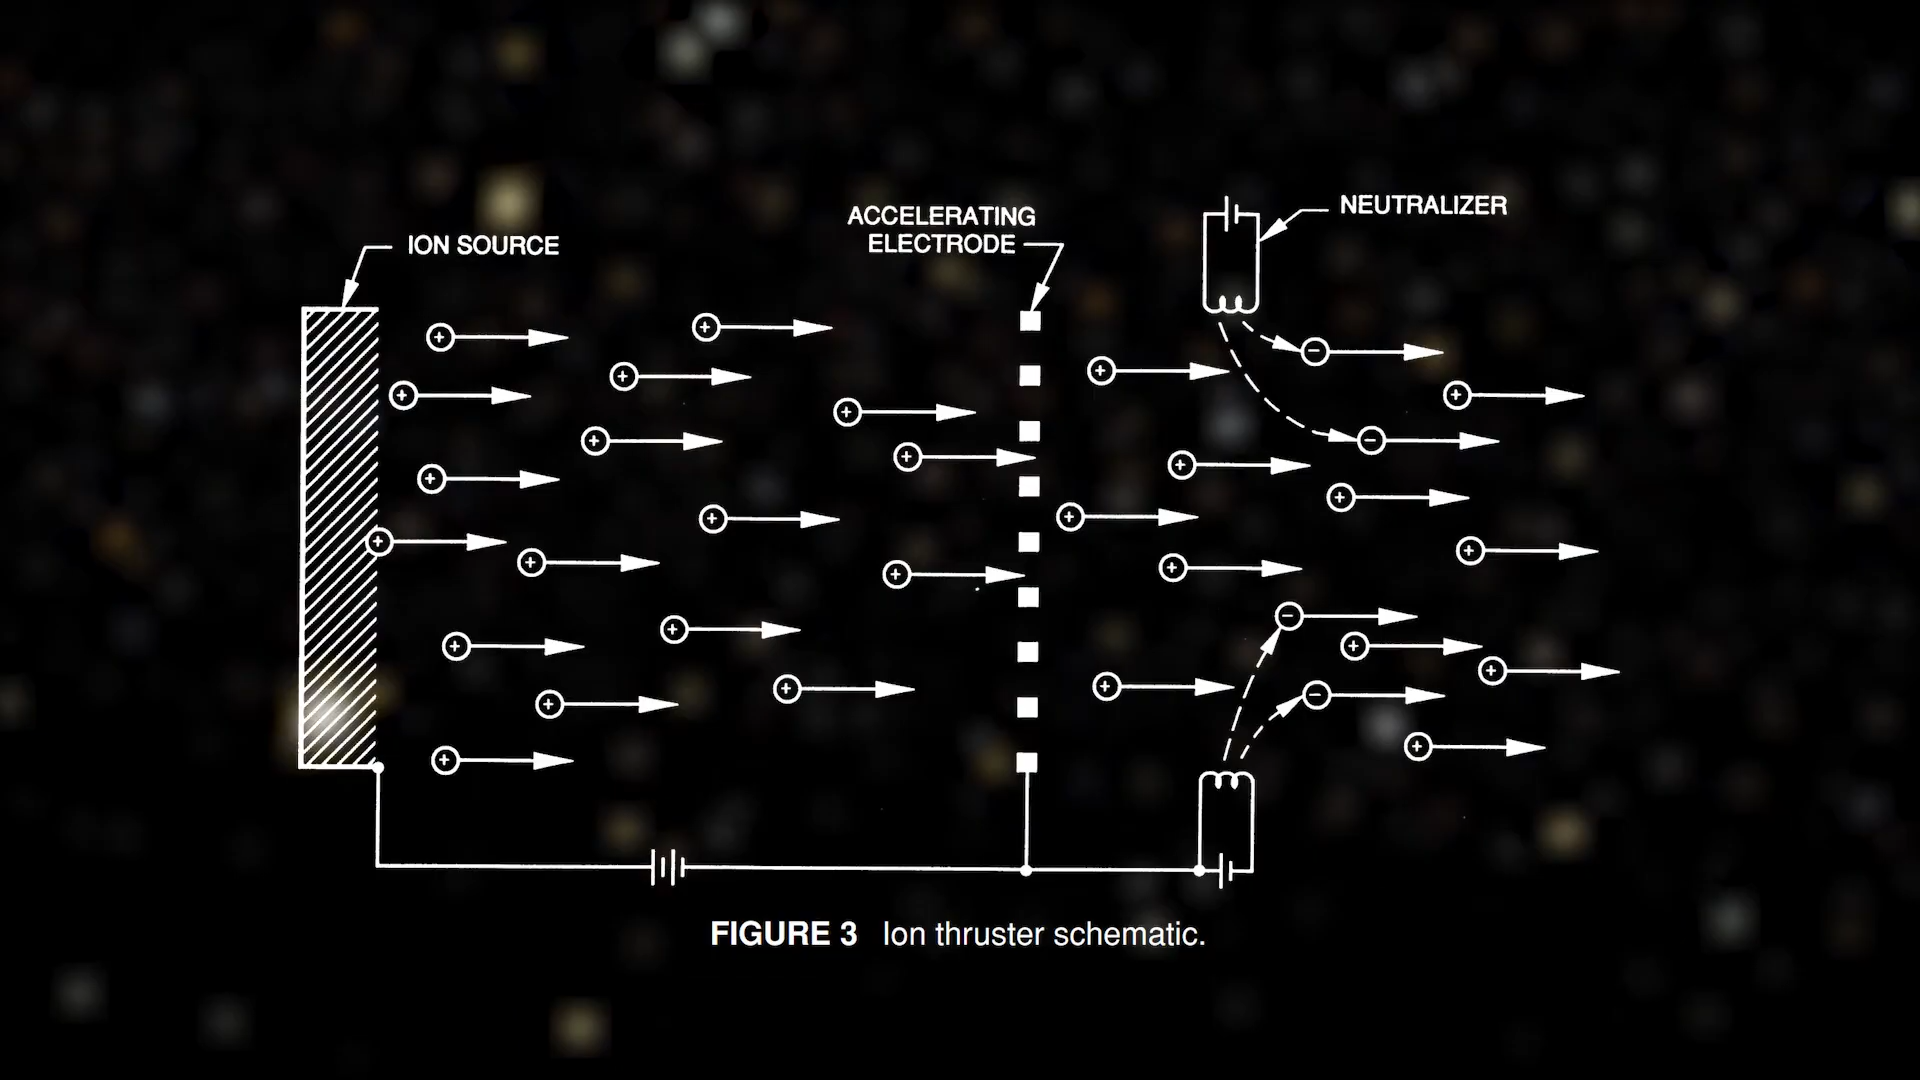 NEUTRALIZER
ACCELERATING
ELECTRODE
ION SOURCE
FIGURE 3 Ion thruster schematic.